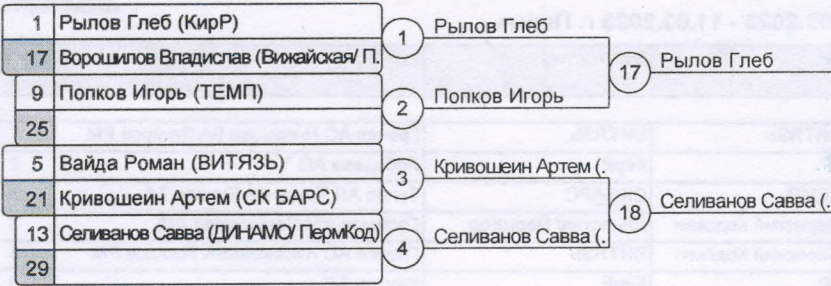 1 Рылов Глеб (КирР)
17 Ворошилов Владислав (Вижайская/ П.
9 Попков Игорь (ТЕМП)
25
5 Вайда Роман (ВИТЯЗЬ)
21 Кривошеин Артем (СК БАРС)
13 Селиванов Савва (ДИНАМО/ ПермКод)
29
1 Рылов Глеб
2 Попков Игорь
3 Кривошеин Артем (.
4 Селиванов Савва (.
17 Рылов Глеб
18 Селиванов Савва (.